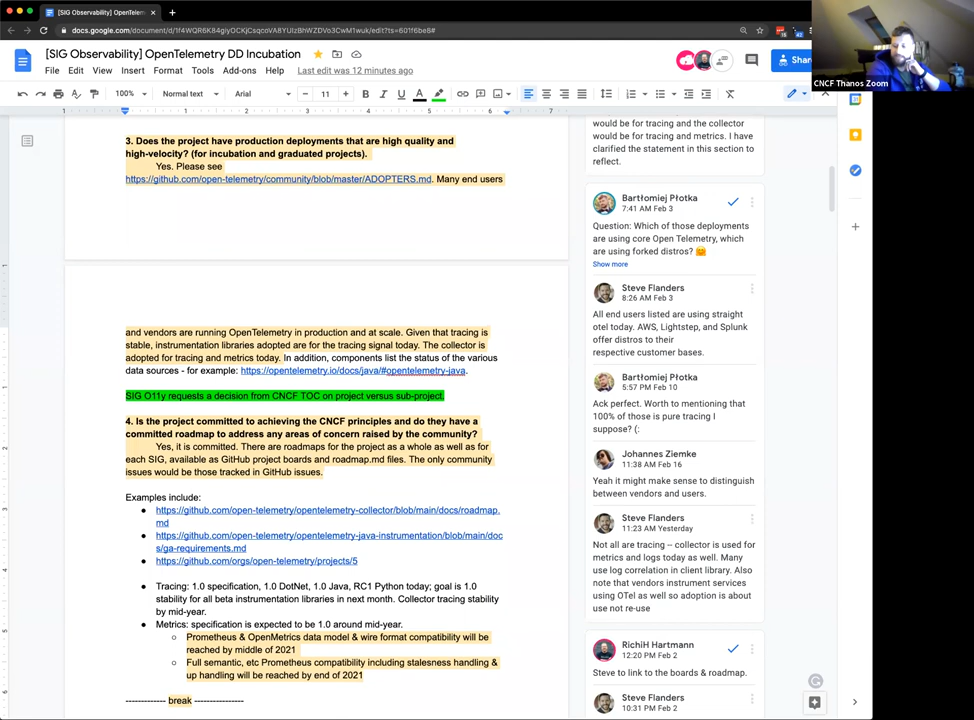 [SIG Observability] OpenTelem
docs.google.com/document/d/1f4WQR6K84giyOCKjCsqcoVA8YUIzBhWZDVo3CwM1wuk/edit?ts=601f6be8#
[SIG Observability] OpenTelemetry DD Incubation
File Edit View Insert Format Tools Add-ons Help Last edit was 12 minutes ago
Share
CNCF Thanos Zoom
100% Normal text Arial 11 B I U A
1 1 2 3 4 5 6 7
3. Does the project have production deployments that are high quality and
high-velocity? (for incubation and graduated projects).
Yes. Please see
https://github.com/open-telemetry/community/blob/master/ADOPTERS.md. Many end users
and vendors are running OpenTelemetry in production and at scale. Given that tracing is
stable, instrumentation libraries adopted are for the tracing signal today. The collector is
adopted for tracing and metrics today. In addition, components list the status of the various
data sources - for example: https://opentelemetry.io/docs/java/#opentelemetry-java.
SIG O11y requests a decision from CNCF TOC on project versus sub-project.
4. Is the project committed to achieving the CNCF principles and do they have a
committed roadmap to address any areas of concern raised by the community?
Yes, it is committed. There are roadmaps for the project as a whole as well as for
each SIG, available as GitHub project boards and roadmap.md files. The only community
issues would be those tracked in GitHub issues.
Examples include:
● https://github.com/open-telemetry/opentelemetry-collector/blob/main/docs/roadmap.
md
● https://github.com/open-telemetry/opentelemetry-java-instrumentation/blob/main/doc
s/ga-requirements.md
● https://github.com/orgs/open-telemetry/projects/5
● Tracing: 1.0 specification, 1.0 DotNet, 1.0 Java, RC1 Python today; goal is 1.0
stability for all beta instrumentation libraries in next month. Collector tracing stability
by mid-year.
● Metrics: specification is expected to be 1.0 around mid-year.
○ Prometheus & OpenMetrics data model & wire format compatibility will be
reached by middle of 2021
○ Full semantic, etc Prometheus compatibility including stalesness handling &
up handling will be reached by end of 2021
------------- break ----------------
would be for tracing and the collector
would be for tracing and metrics. I have
clarified the statement in this section to
reflect.
Bartłomiej Płotka
7:41 AM Feb 3
Question: Which of those deployments
are using core Open Telemetry, which
are using forked distros? 🤗
Show more
Steve Flanders
8:26 AM Feb 3
All end users listed are using straight
otel today. AWS, Lightstep, and Splunk
offer distros to their
respective customer bases.
Bartłomiej Płotka
5:57 PM Feb 10
Ack perfect. Worth to mentioning that
100% of those is pure tracing I
suppose? (:
Johannes Ziemke
11:38 AM Feb 16
Yeah it might make sense to distinguish
between vendors and users.
Steve Flanders
11:23 AM Yesterday
Not all are tracing -- collector is used for
metrics and logs today as well. Many
use log correlation in client library. Also
note that vendors instrument services
using OTel as well so adoption is about
use not re-use
RichiH Hartmann
12:20 PM Feb 2
Steve to link to the boards & roadmap.
Steve Flanders
10:31 PM Feb 2